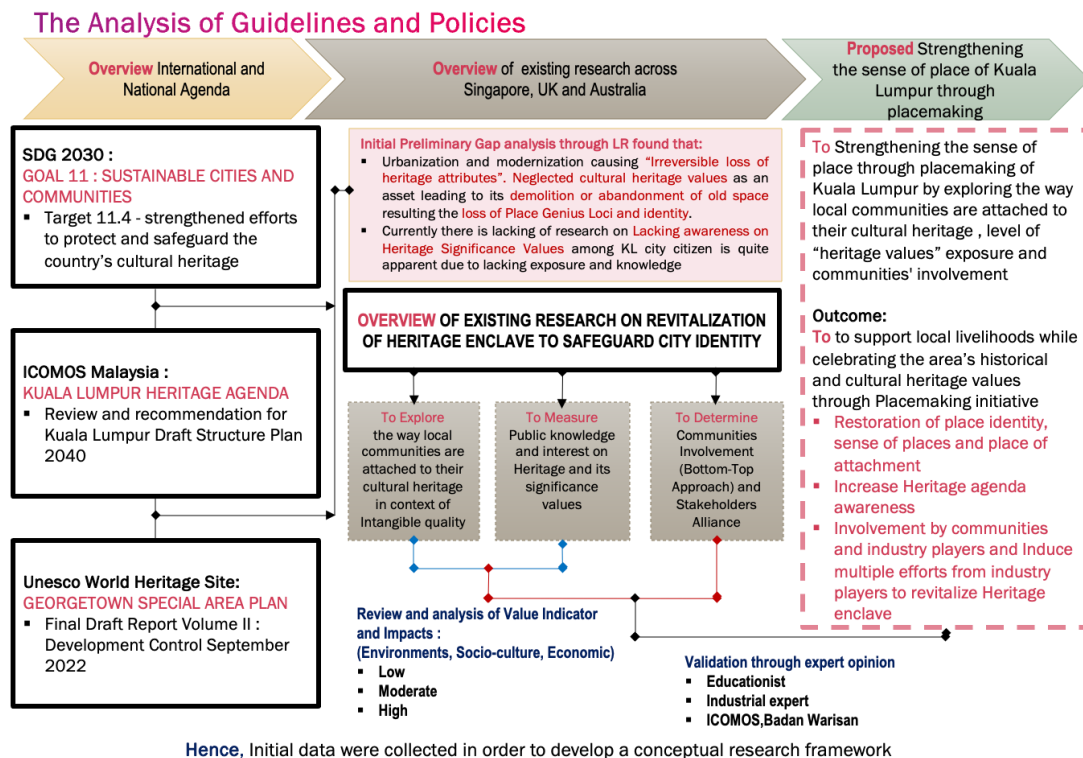 The Analysis of Guidelines and Policies
Overview International and
National Agenda
Overview of existing research across
Singapore, UK and Australia
Proposed Strengthening
the sense of place of Kuala
Lumpur through
placemaking
SDG 2030 :
GOAL 11 : SUSTAINABLE CITIES AND
COMMUNITIES
▪ Target 11.4 - strengthened efforts
to protect and safeguard the
country's cultural heritage
ICOMOS Malaysia :
KUALA LUMPUR HERITAGE AGENDA
▪ Review and recommendation for
Kuala Lumpur Draft Structure Plan
2040
Unesco World Heritage Site:
GEORGETOWN SPECIAL AREA PLAN
▪ Final Draft Report Volume II :
Development Control September
2022
Initial Preliminary Gap analysis through LR found that:
▪ Urbanization and modernization causing “Irreversible loss of
heritage attributes”. Neglected cultural heritage values as an
asset leading to its demolition or abandonment of old space
resulting the loss of Place Genius Loci and identity.
▪ Currently there is lacking of research on Lacking awareness on
Heritage Significance Values among KL city citizen is quite
apparent due to lacking exposure and knowledge
OVERVIEW OF EXISTING RESEARCH ON REVITALIZATION
OF HERITAGE ENCLAVE TO SAFEGUARD CITY IDENTITY
To Explore
the way local
communities are
attached to their
cultural heritage
in context of
Intangible quality
To Measure
Public knowledge
and interest on
Heritage and its
significance
values
To Determine
Communities
Involvement
(Bottom-Top
Approach) and
Stakeholders
Alliance
Review and analysis of Value Indicator
and Impacts :
(Environments, Socio-culture, Economic)
▪ Low
▪ Moderate
▪ High
Validation through expert opinion
▪ Educationist
▪ Industrial expert
▪ ICOMOS,Badan Warisan
To Strengthening the sense of
place through placemaking of
Kuala Lumpur by exploring the way
local communities are attached to
their cultural heritage , level of
“heritage values” exposure and
communities' involvement
Outcome:
To to support local livelihoods while
celebrating the area's historical
and cultural heritage values
through Placemaking initiative
▪ Restoration of place identity,
sense of places and place of
attachment
▪ Increase Heritage agenda
awareness
▪ Involvement by communities
and industry players and Induce
multiple efforts from industry
players to revitalize Heritage
enclave
Hence, Initial data were collected in order to develop a conceptual research framework